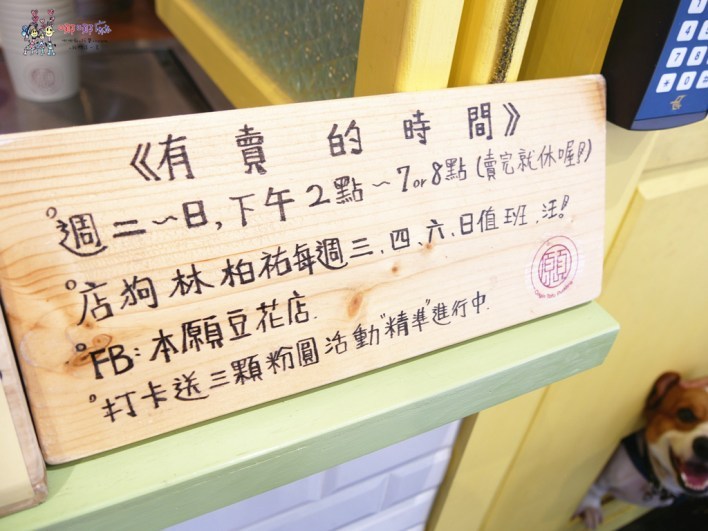 《有賣的時間》
°週二～日,下午2點～7or8點(賣完就休喔!!)
°店狗林柏祐每週三、四、六、日值班,汪!
°FB:本願豆花店.
°打卡送三顆粉圓活動"精準"進行中.
願